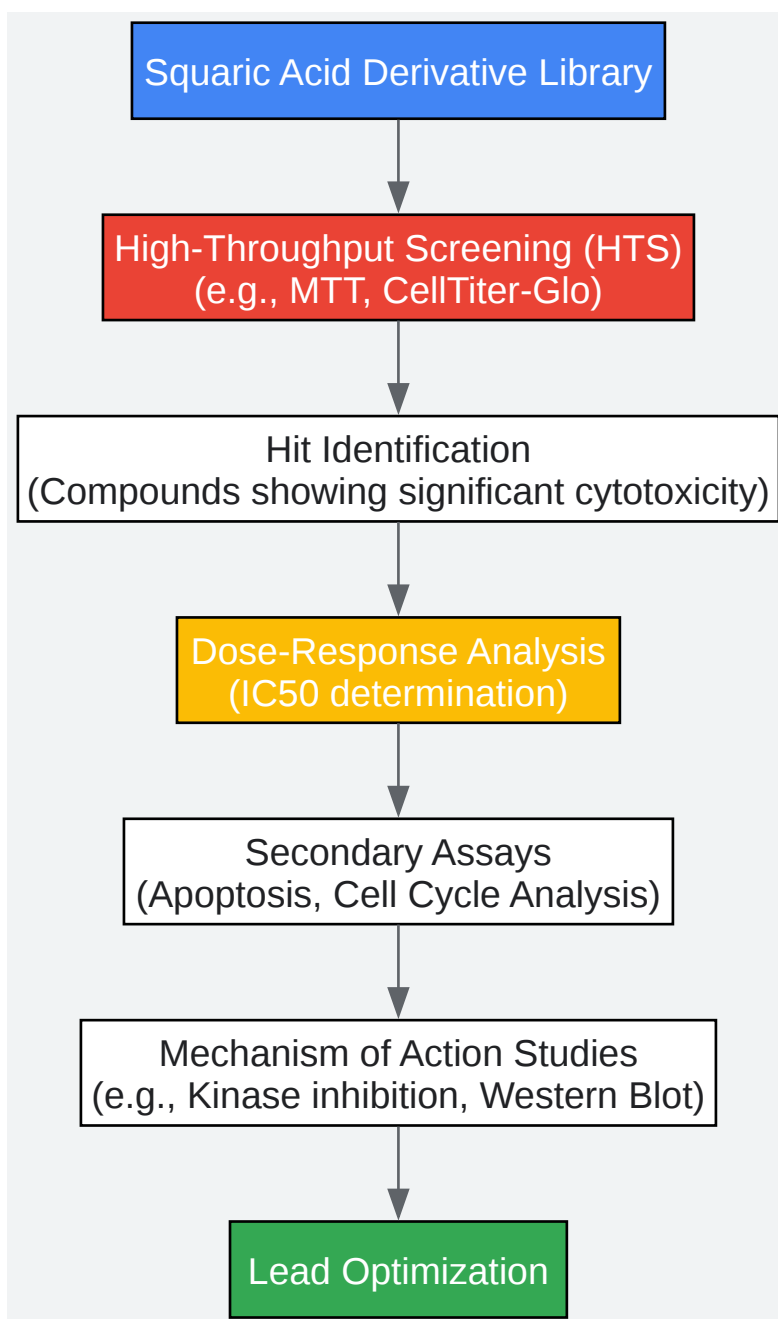 Squaric Acid Derivative Library
High-Throughput Screening (HTS)
(e.g., MTT, CellTiter-Glo)
Hit Identification
(Compounds showing significant cytotoxicity)
Dose-Response Analysis
(IC50 determination)
Secondary Assays
(Apoptosis, Cell Cycle Analysis)
Mechanism of Action Studies
(e.g., Kinase inhibition, Western Blot)
Lead Optimization